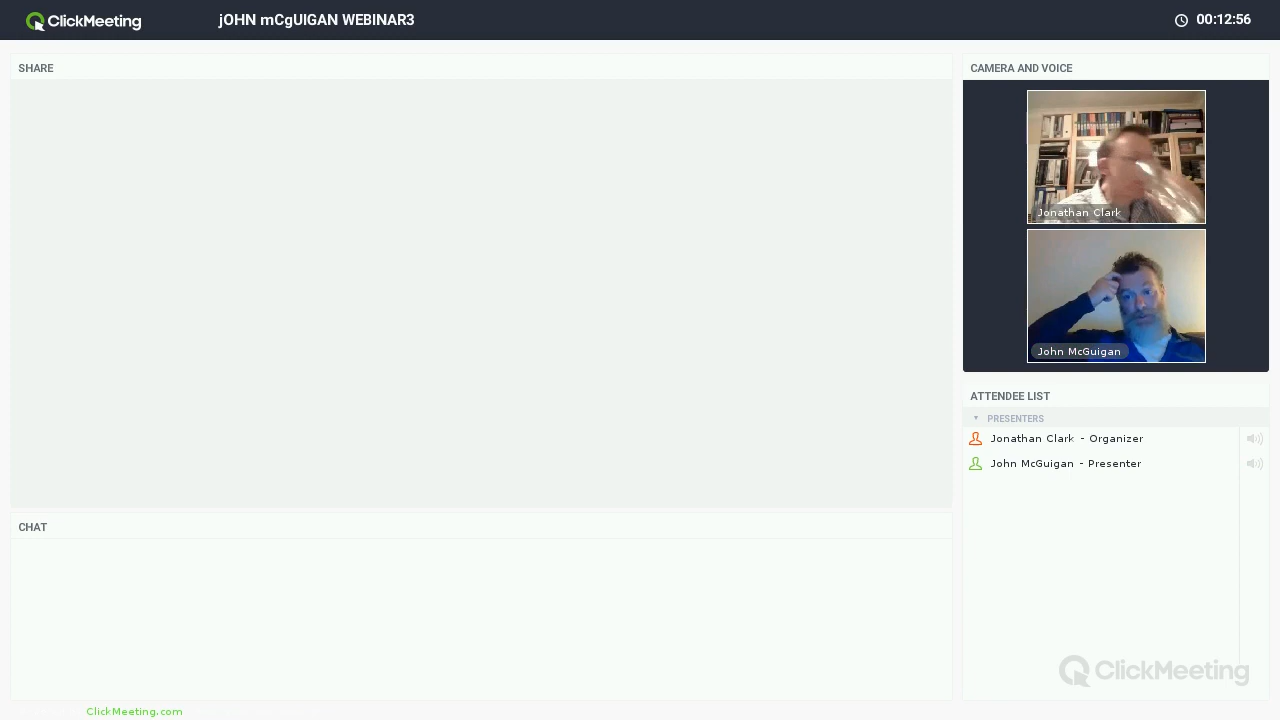 ClickMeeting
jOHN mCgUIGAN WEBINAR3
00:12:56
SHARE
CAMERA AND VOICE
Jonathan Clark
John McGuigan
ATTENDEE LIST
PRESENTERS
Jonathan Clark - Organizer
John McGuigan - Presenter
CHAT
ClickMeeting
ClickMeeting.com